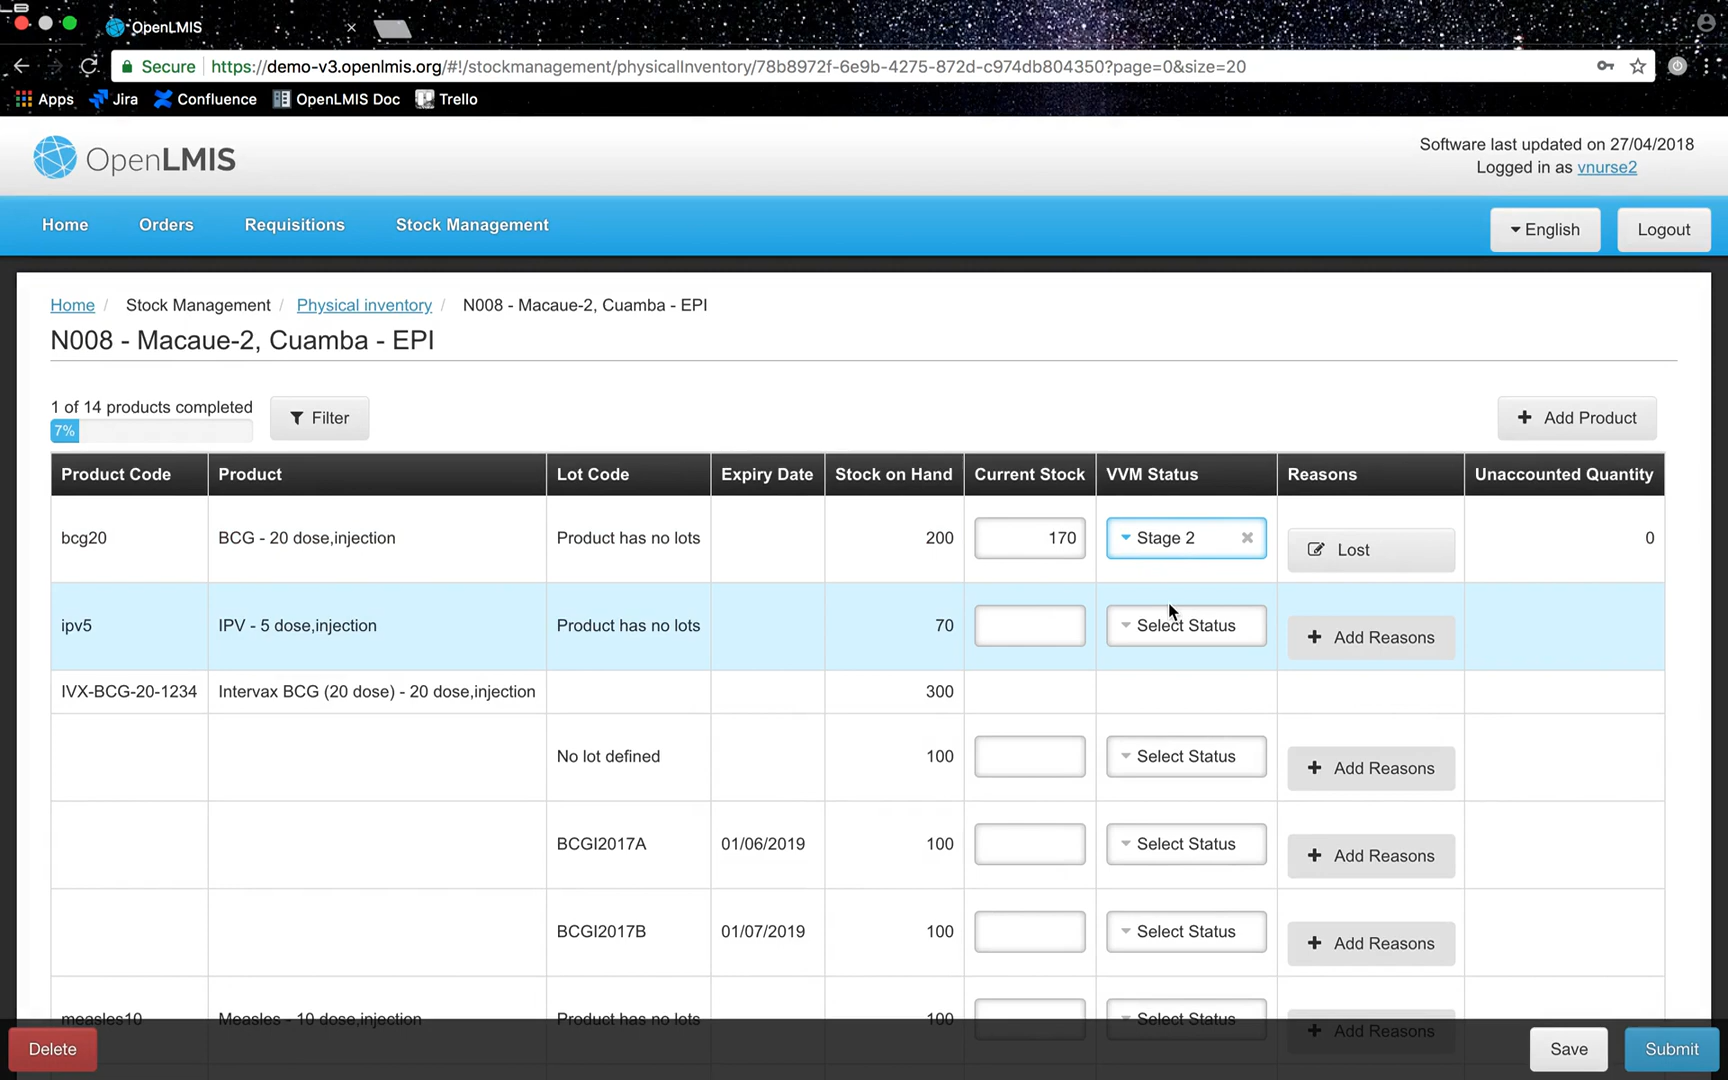 OpenLMIS
Secure https://demo-v3.openlmis.org/#!/stockmanagement/physicalInventory/78b8972f-6e9b-4275-872d-c974db804350?page=0&size=20
Apps Jira Confluence OpenLMIS Doc Trello
OpenLMIS
Software last updated on 27/04/2018
Logged in as vnurse2
Home Orders Requisitions Stock Management English Logout
Home / Stock Management / Physical inventory / N008 - Macaue-2, Cuamba - EPI
N008 - Macaue-2, Cuamba - EPI
1 of 14 products completed
7%
Filter
Add Product
Product Code Product Lot Code Expiry Date Stock on Hand Current Stock VVM Status Reasons Unaccounted Quantity
bcg20 BCG - 20 dose,injection Product has no lots 200 170 Stage 2 Lost 0
ipv5 IPV - 5 dose,injection Product has no lots 70 Select Status Add Reasons
IVX-BCG-20-1234 Intervax BCG (20 dose) - 20 dose,injection 300
No lot defined 100 Select Status Add Reasons
BCGI2017A 01/06/2019 100 Select Status Add Reasons
BCGI2017B 01/07/2019 100 Select Status Add Reasons
measles10 Measles - 10 dose,injection Product has no lots 100 Select Status Add Reasons
Delete Save Submit